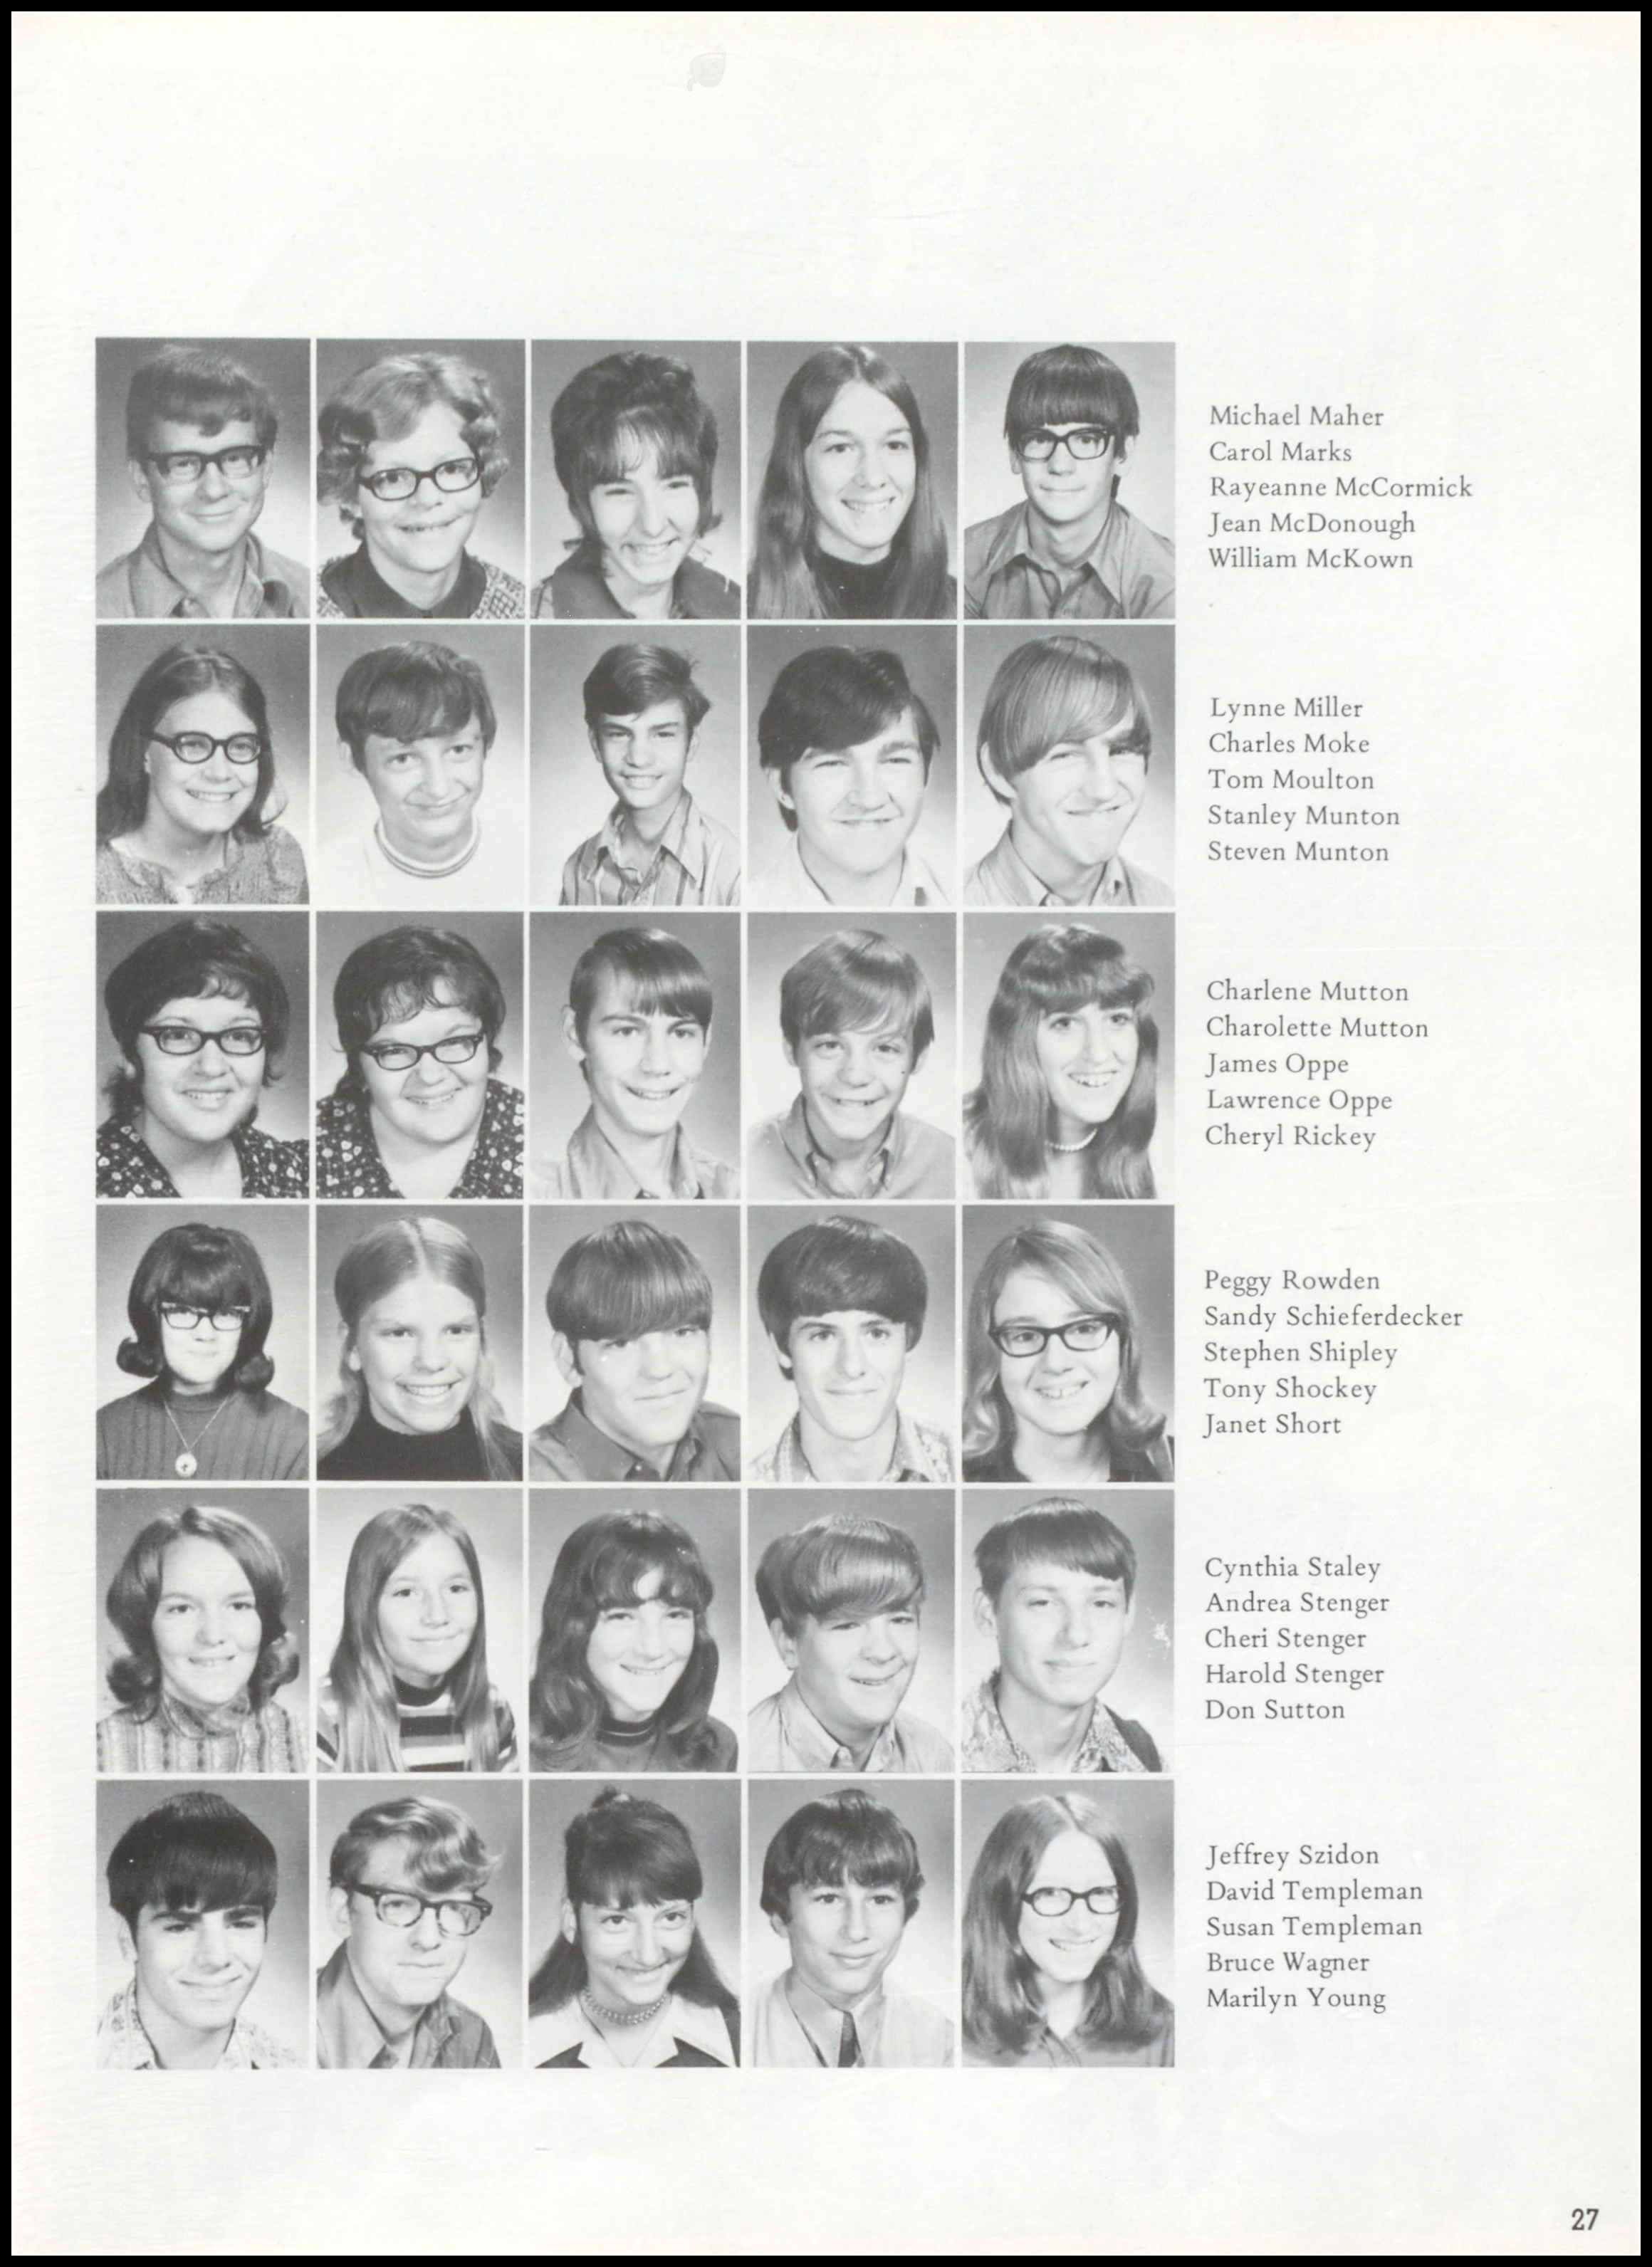 Michael Maher
Carol Marks
Rayeanne McCormick
Jean McDonough
William McKown
Lynne Miller
Charles Moke
Tom Moulton
Stanley Munton
Steven Munton
Charlene Mutton
Charolette Mutton
James Oppe
Lawrence Oppe
Cheryl Rickey
Peggy Rowden
Sandy Schieferdecker
Stephen Shipley
Tony Shockey
Janet Short
Cynthia Staley
Andrea Stenger
Cheri Stenger
Harold Stenger
Don Sutton
Jeffrey Szidon
David Templeman
Susan Templeman
Bruce Wagner
Marilyn Young
27